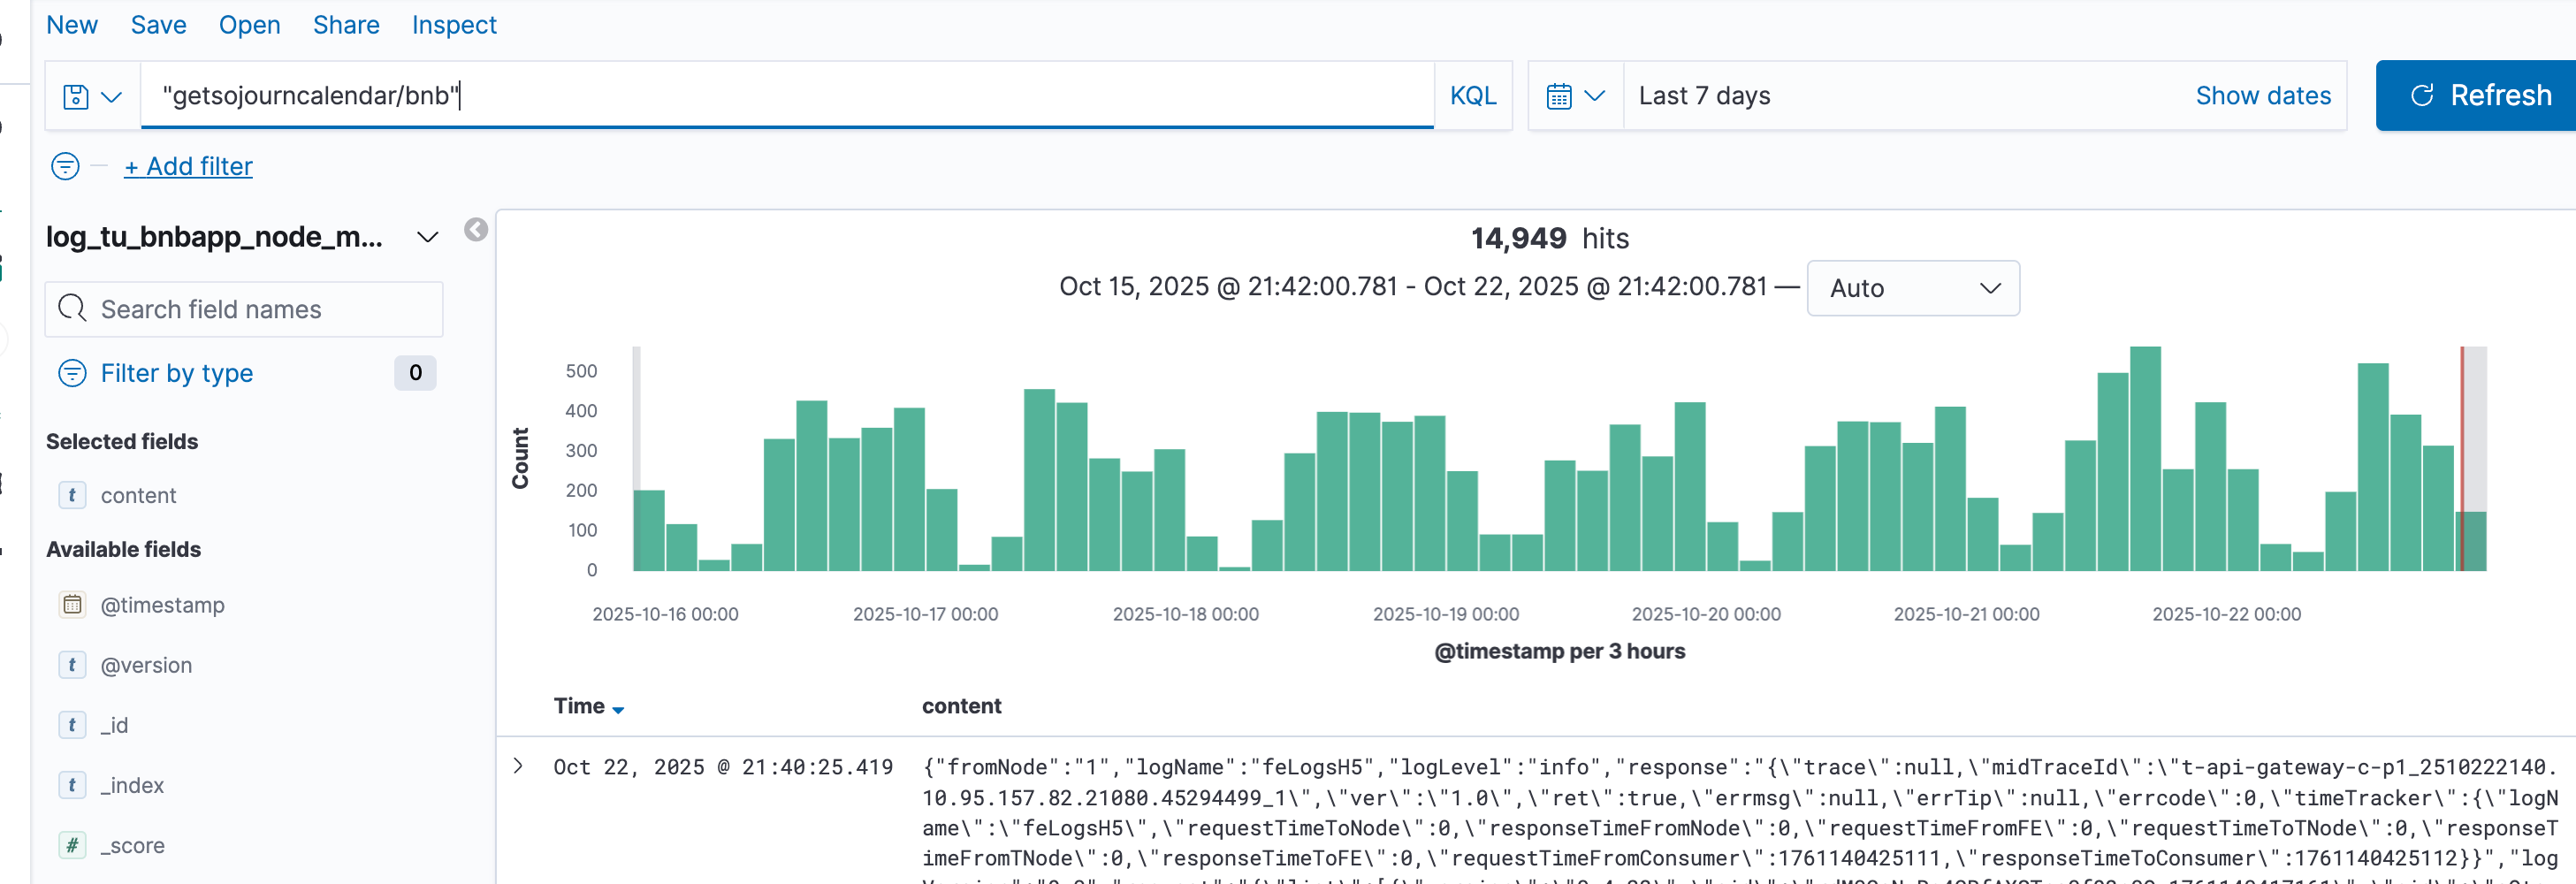 New Save Open Share Inspect
"getsojourncalendar/bnb" KQL Last 7 days Show dates Refresh
+ Add filter
log_tu_bnbapp_node_m...
Search field names
Filter by type 0
Selected fields
t content
Available fields
@timestamp
t @version
t _id
t _index
# _score
14,949 hits
Oct 15, 2025 @ 21:42:00.781 - Oct 22, 2025 @ 21:42:00.781 — Auto
Count
500
400
300
200
100
0
2025-10-16 00:00 2025-10-17 00:00 2025-10-18 00:00 2025-10-19 00:00 2025-10-20 00:00 2025-10-21 00:00 2025-10-22 00:00
@timestamp per 3 hours
Time content
Oct 22, 2025 @ 21:40:25.419 {"fromNode":"1","logName":"feLogsH5","logLevel":"info","response":"{\"trace\":null,\"midTraceId\":\"t-api-gateway-c-p1_2510222140.
10.95.157.82.21080.45294499_1\",\"ver\":\"1.0\",\"ret\":true,\"errmsg\":null,\"errTip\":null,\"errcode\":0,\"timeTracker\":{\"logN
ame\":\"feLogsH5\",\"requestTimeToNode\":0,\"responseTimeFromNode\":0,\"requestTimeFromFE\":0,\"requestTimeToTNode\":0,\"responseT
imeFromTNode\":0,\"responseTimeToFE\":0,\"requestTimeFromConsumer\":1761140425111,\"responseTimeToConsumer\":1761140425112}}","log